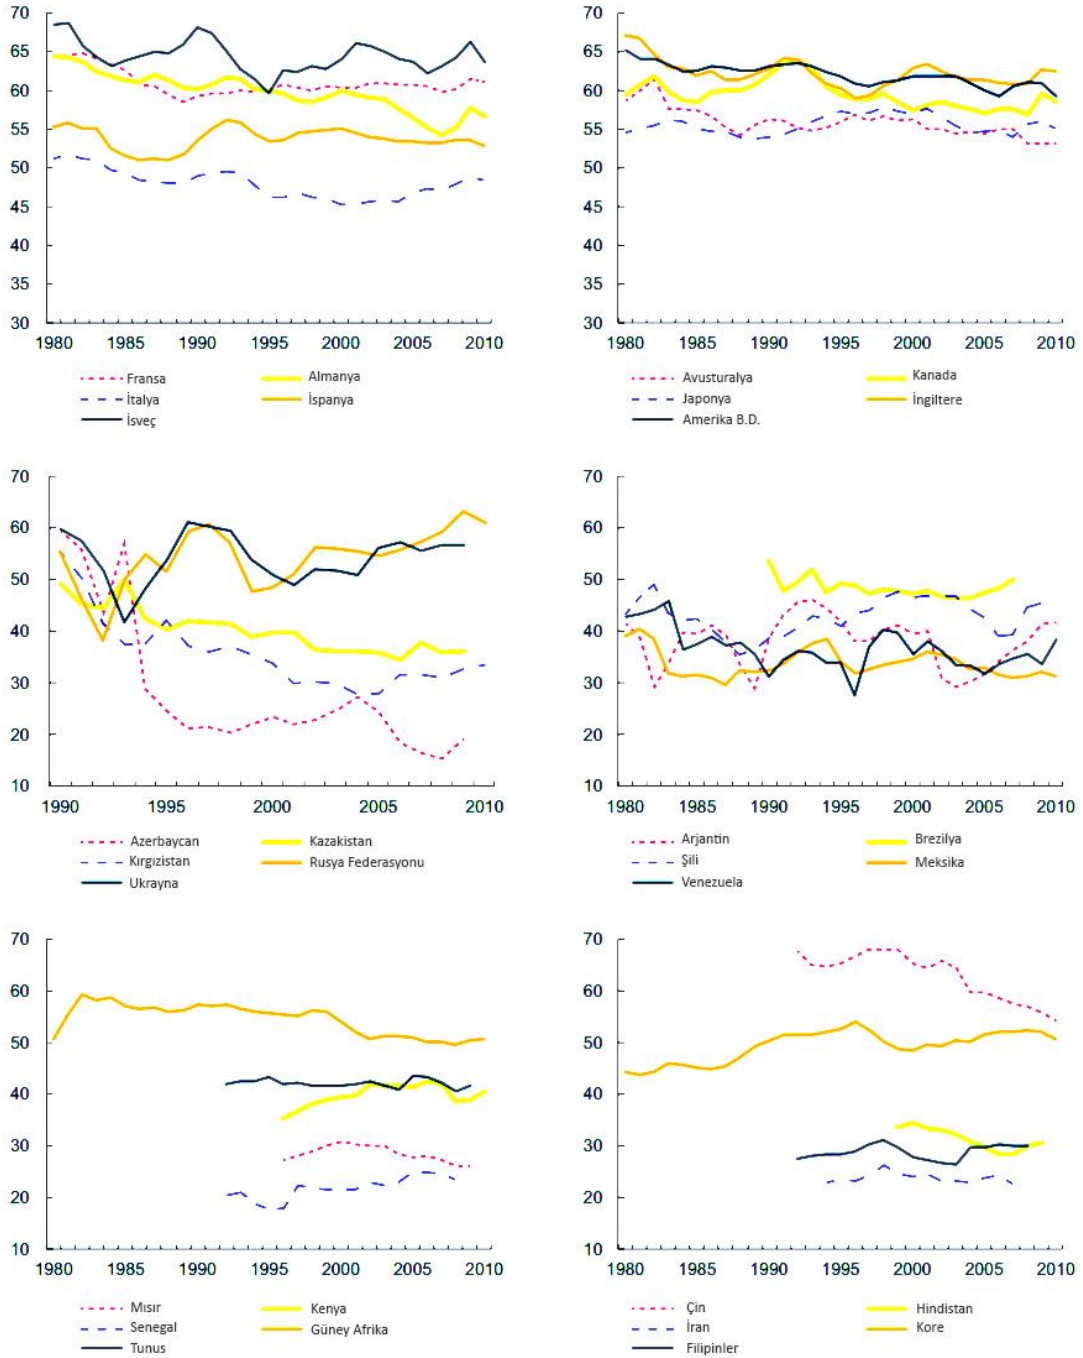 70
65
60
55
50
45
40
35
30
1980 1985 1990 1995 2000 2005 2010
Fransa Almanya
İtalya İspanya
İsveç
70
65
60
55
50
45
40
35
30
1980 1985 1990 1995 2000 2005 2010
Avusturalya Kanada
Japonya İngiltere
Amerika B.D.
70
60
50
40
30
20
10
1990 1995 2000 2005 2010
Azerbaycan Kazakistan
Kırgızistan Rusya Federasyonu
Ukrayna
70
60
50
40
30
20
10
1980 1985 1990 1995 2000 2005 2010
Arjantin Brezilya
Şili Meksika
Venezuela
70
60
50
40
30
20
10
1980 1985 1990 1995 2000 2005 2010
Mısır Kenya
Senegal Güney Afrika
Tunus
70
60
50
40
30
20
10
1980 1985 1990 1995 2000 2005 2010
Çin Hindistan
İran Kore
Filipinler